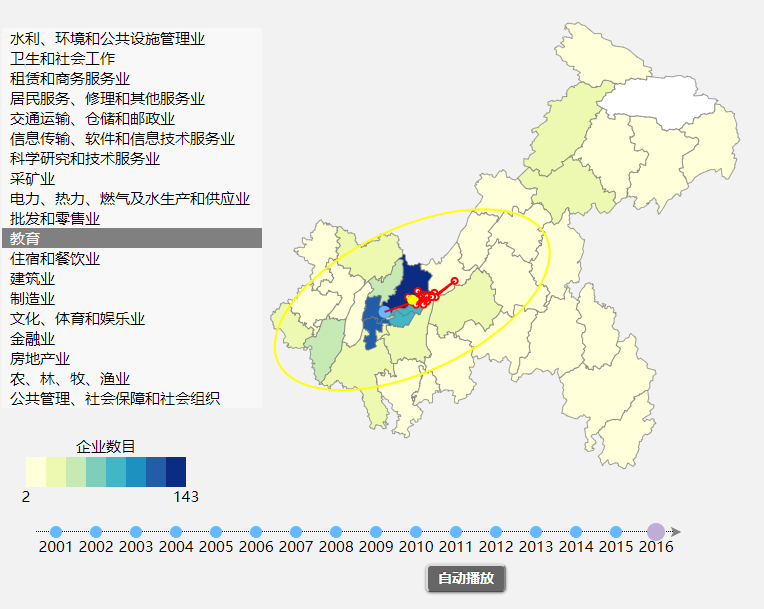 水利、环境和公共设施管理业
卫生和社会工作
租赁和商务服务业
居民服务、修理和其他服务业
交通运输、仓储和邮政业
信息传输、软件和信息技术服务业
科学研究和技术服务业
采矿业
电力、热力、燃气及水生产和供应业
批发和零售业
教育
住宿和餐饮业
建筑业
制造业
文化、体育和娱乐业
金融业
房地产业
农、林、牧、渔业
公共管理、社会保障和社会组织
企业数目
2 143
2001 2002 2003 2004 2005 2006 2007 2008 2009 2010 2011 2012 2013 2014 2015 2016
自动播放